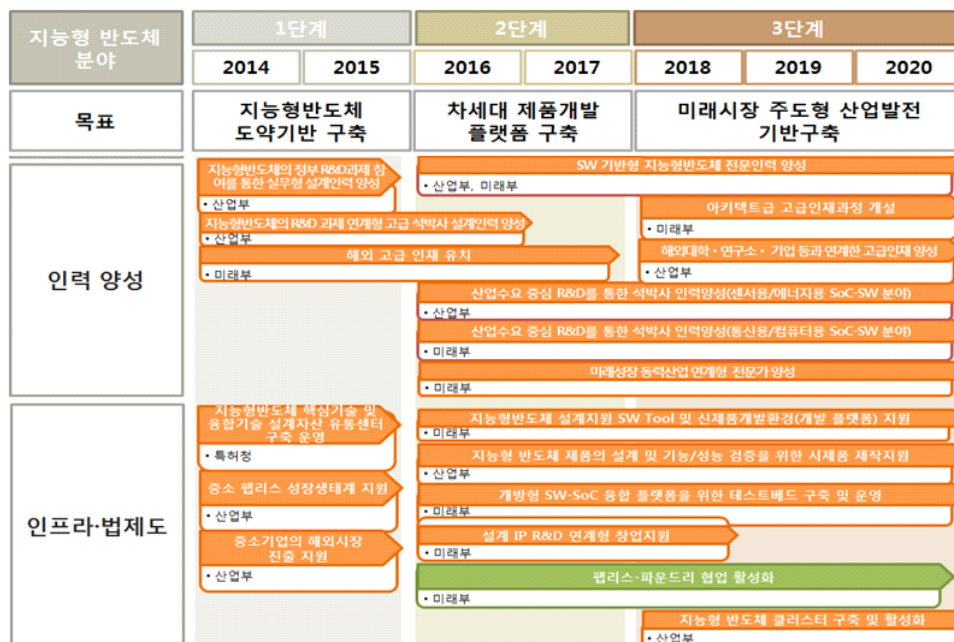 지능형 반도체
분야
1단계
2단계
3단계
2014
2015
2016
2017
2018
2019
2020
목표
지능형반도체
도약기반 구축
차세대 제품개발
플랫폼 구축
미래시장 주도형 산업발전
기반구축
인력 양성
지능형반도체의 정부 R&D과제 참
여를 통한 실무형 설계인력 양성
• 산업부
SW 기반형 지능형반도체 전문인력 양성
• 산업부, 미래부
지능형반도체의 R&D 과제 연계형 고급 석박사 설계인력 양성
• 산업부
아키텍트급 고급인재과정 개설
• 미래부
해외 고급 인재 유치
• 미래부
해외대학·연구소· 기업 등과 연계한 고급인재 양성
• 산업부
산업수요 중심 R&D를 통한 석박사 인력양성(센서용/에너지용 SoC-SW 분야)
• 산업부
산업수요 중심 R&D를 통한 석박사 인력양성(통신용/컴퓨터용 SoC-SW 분야)
• 미래부
미래성장 동력산업 연계형 전문가 양성
• 미래부
인프라·법제도
지능형반도체 핵심기술 및
융합기술 설계자산 유통센터
구축 운영
• 특허청
지능형반도체 설계지원 SW Tool 및 신제품개발환경(개발 플랫폼) 지원
• 미래부
지능형 반도체 제품의 설계 및 기능/성능 검증을 위한 시제품 제작지원
• 산업부
중소 팹리스 성장생태계 지원
• 산업부
개방형 SW-SoC 융합 플랫폼을 위한 테스트베드 구축 및 운영
• 미래부
중소기업의 해외시장
진출 지원
• 산업부
설계 IP R&D 연계형 창업지원
• 미래부
팹리스-파운드리 협업 활성화
• 미래부
지능형 반도체 클러스터 구축 및 활성화
• 산업부